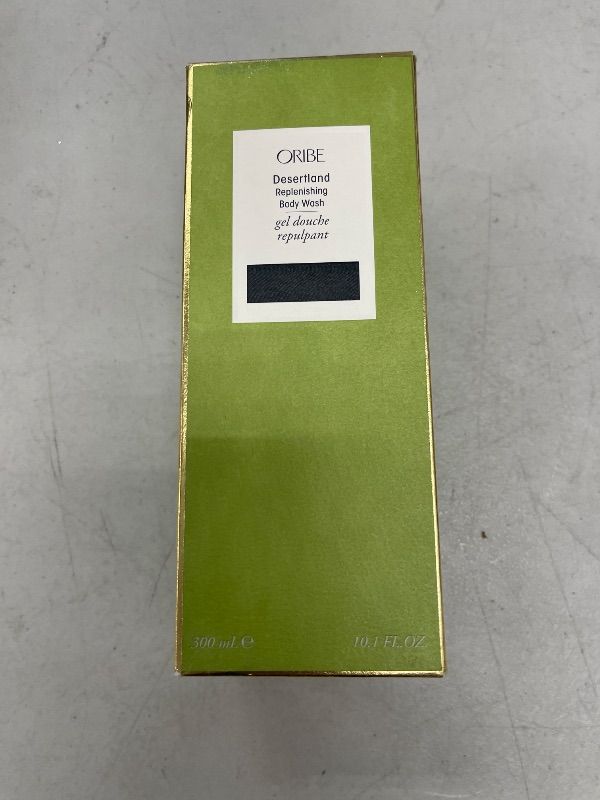 ORIBE
Desertland
Replenishing
Body Wash
gel douche
repulpant
300 mL ℮
10.1 FL.OZ